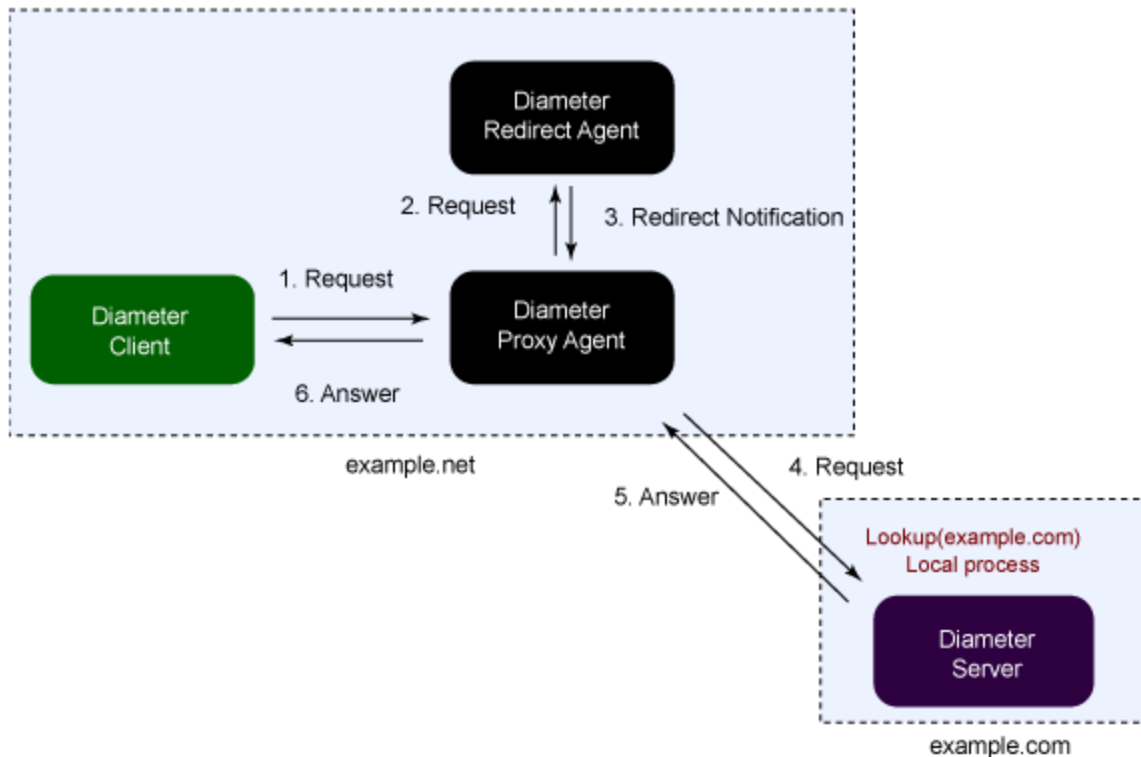 Diameter
Redirect Agent
2. Request
3. Redirect Notification
1. Request
Diameter
Client
Diameter
Proxy Agent
6. Answer
example.net
4. Request
5. Answer
Lookup(example.com)
Local process
Diameter
Server
example.com